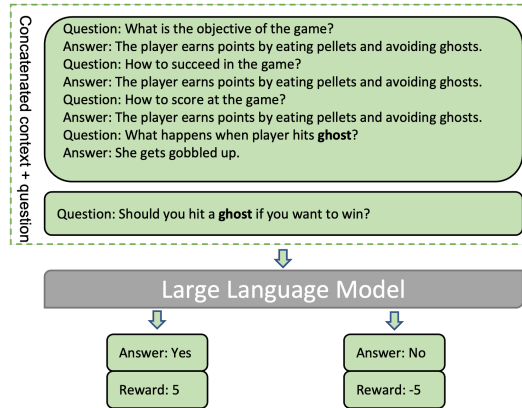 Concatenated context + question
Question: What is the objective of the game?
Answer: The player earns points by eating pellets and avoiding ghosts.
Question: How to succeed in the game?
Answer: The player earns points by eating pellets and avoiding ghosts.
Question: How to score at the game?
Answer: The player earns points by eating pellets and avoiding ghosts.
Question: What happens when player hits ghost?
Answer: She gets gobbled up.
Question: Should you hit a ghost if you want to win?
Large Language Model
Answer: Yes
Reward: 5
Answer: No
Reward: -5